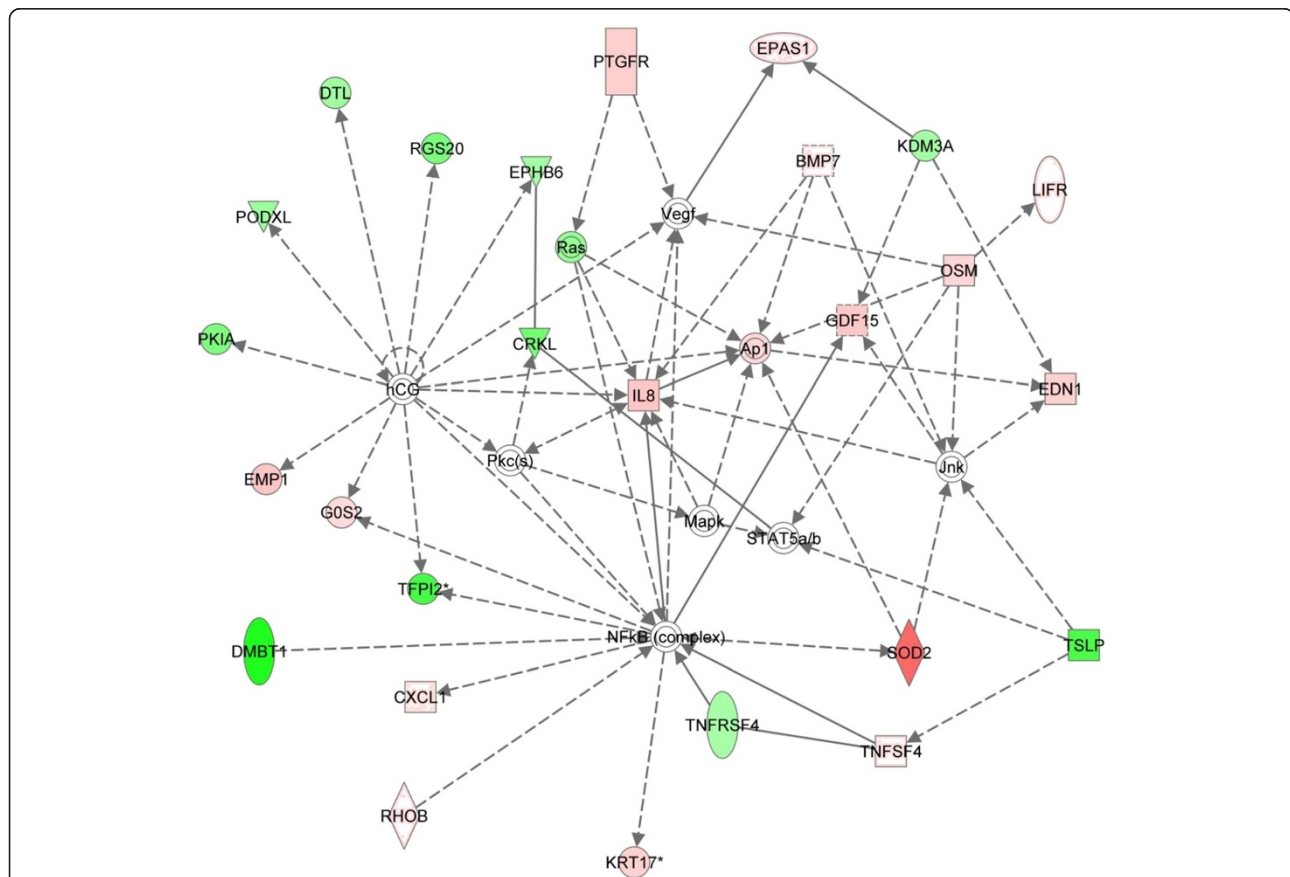 PTGFR
EPAS1
DTL
RGS20
KDM3A
BMP7
EPHB6
LIFR
PODXL
Vegf
Ras
OSM
GDF15
PKIA
CRKL
Ap1
hCG
IL8
EDN1
Pkc(s)
Jnk
EMP1
G0S2
Mapk
STAT5a/b
TFPI2*
NFkB (complex)
DMBT1
SOD2
TSLP
CXCL1
TNFRSF4
TNFSF4
RHOB
KRT17*